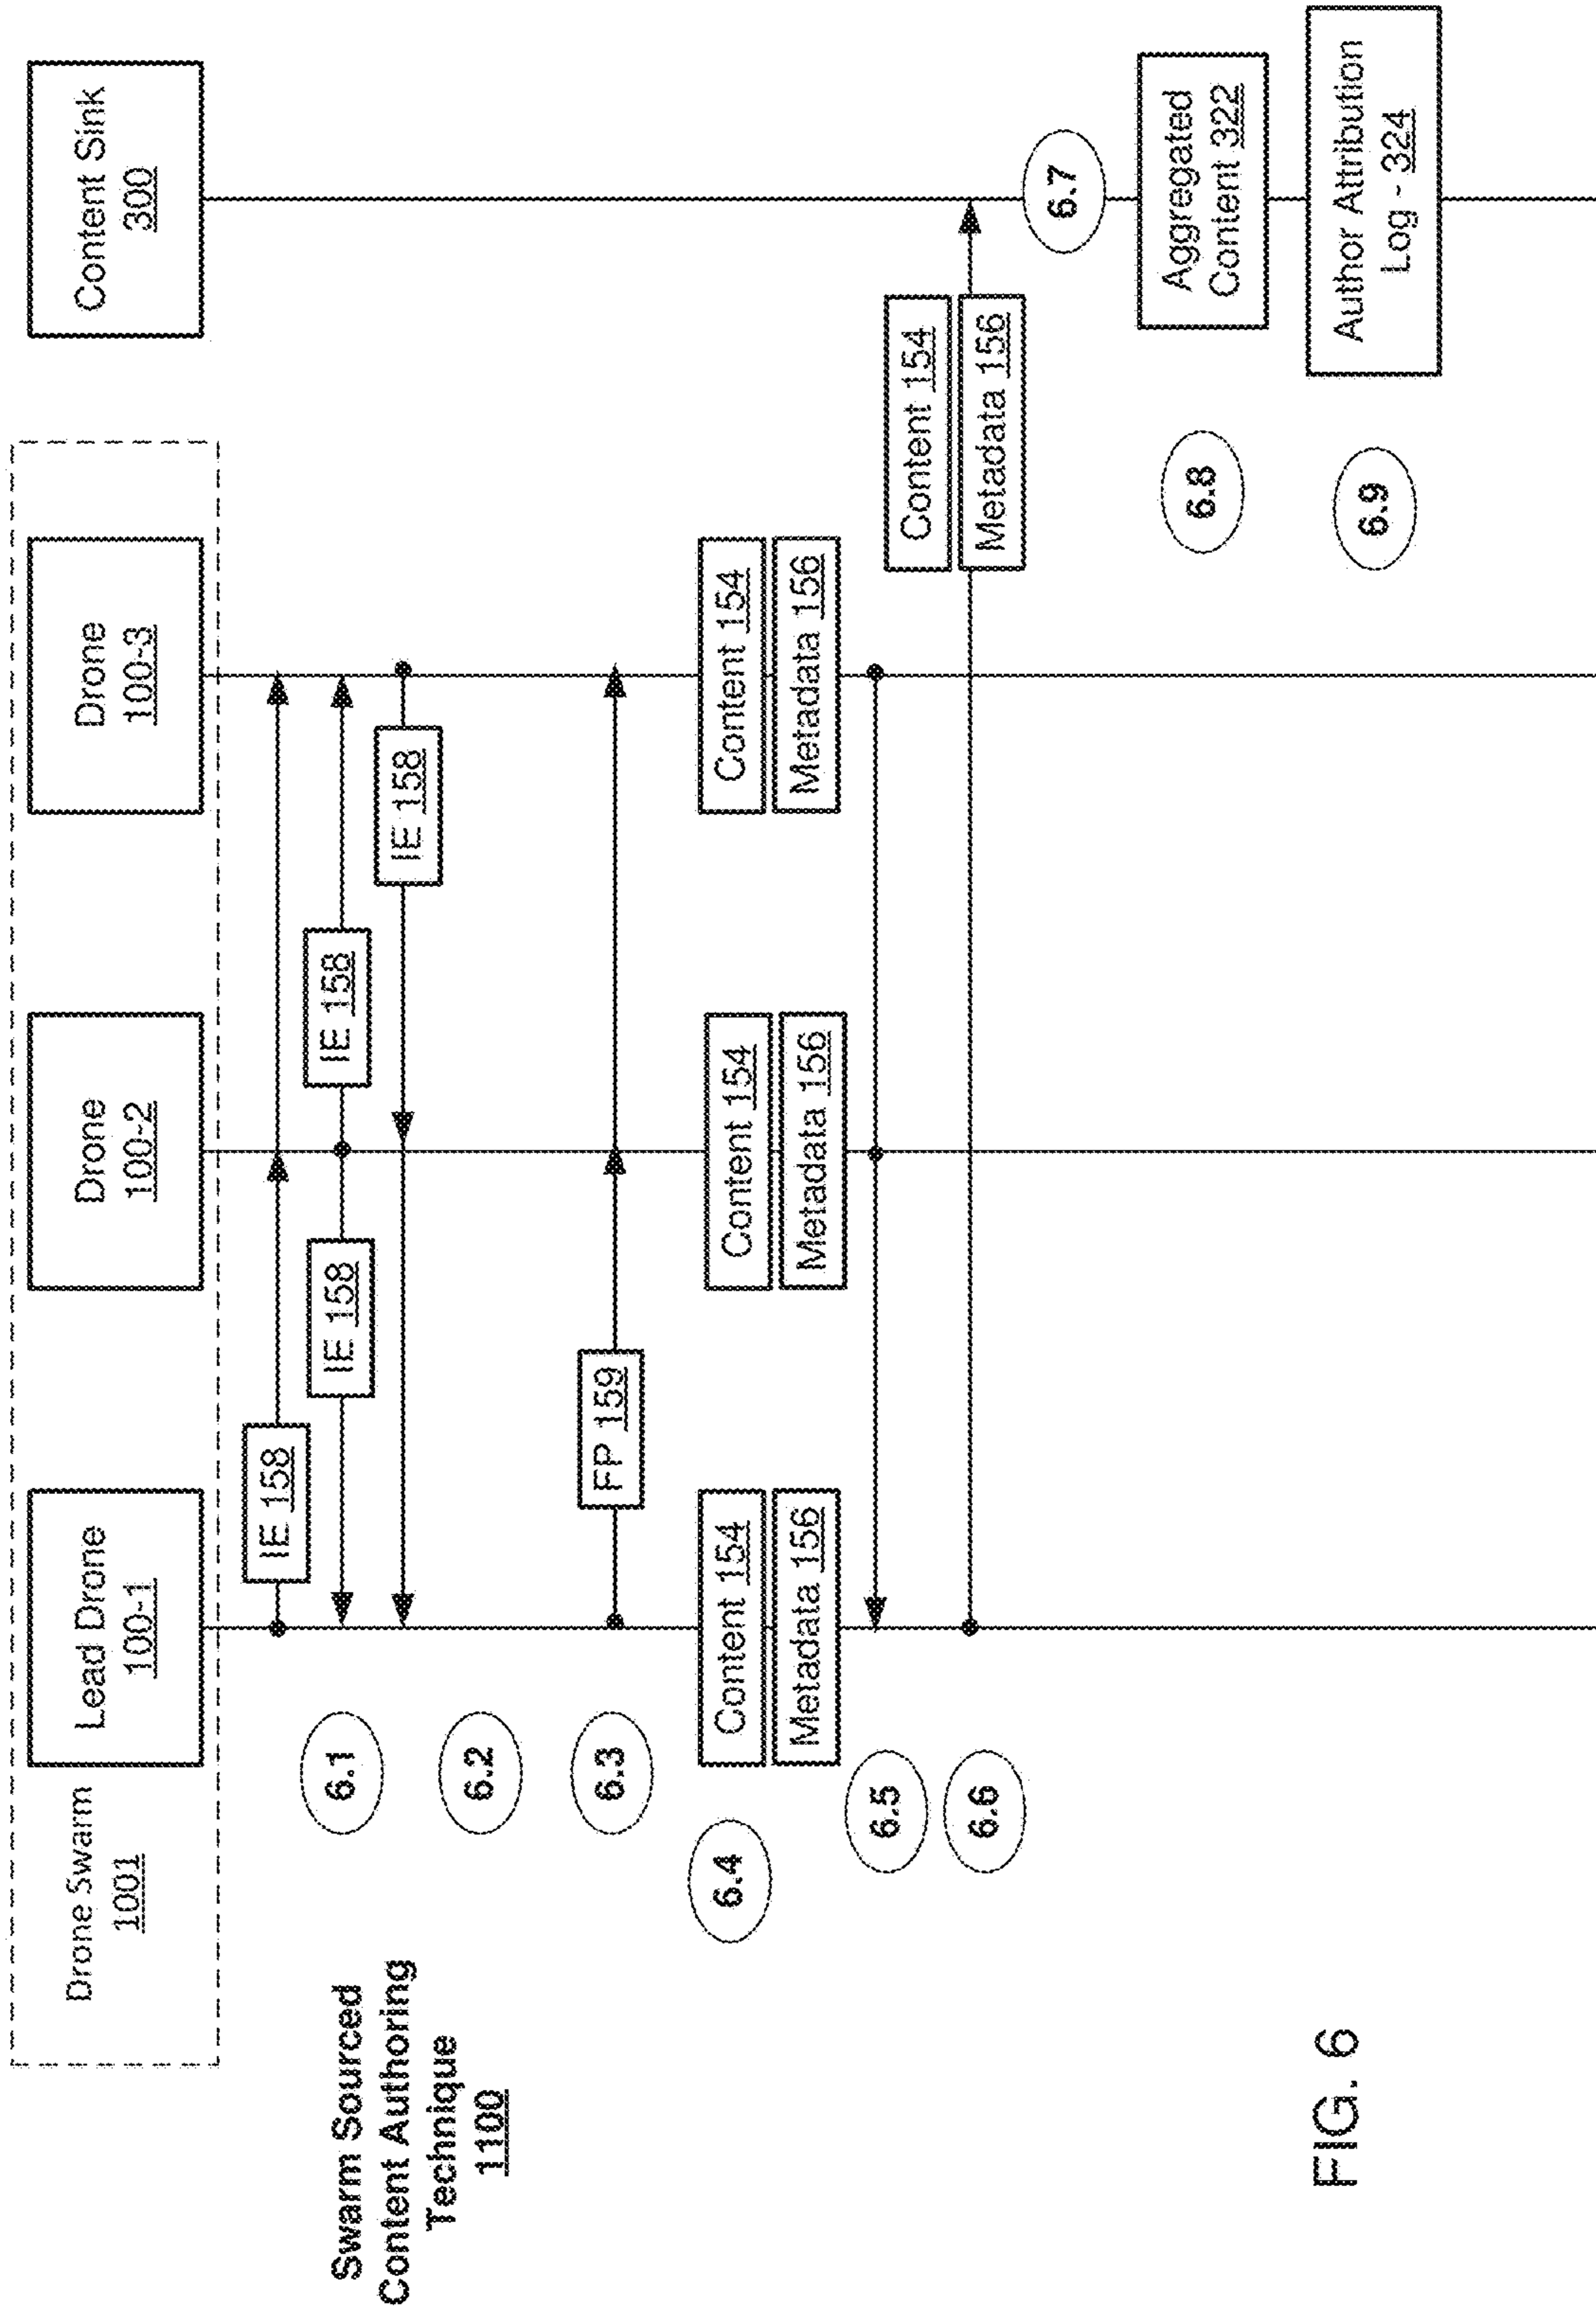 Drone Swarm
1001
Lead Drone
100-1
Drone
100-2
Drone
100-3
Content Sink
300
Swarm Sourced
Content Authoring
Technique
1100
6.1
IE 158
IE 158
IE 158
IE 158
6.2
6.3
FP 159
6.4
Content 154
Metadata 156
Content 154
Metadata 156
Content 154
Metadata 156
6.5
6.6
Content 154
Metadata 156
6.7
6.8
Aggregated
Content 322
6.9
Author Attribution
Log - 324
FIG. 6